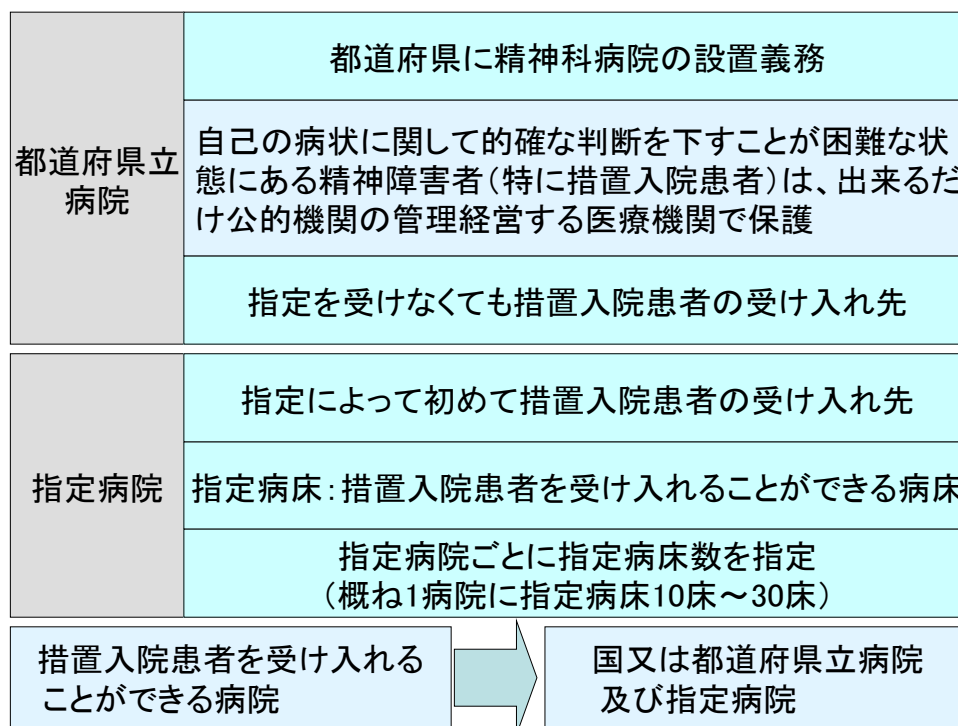 都道府県立
病院
都道府県に精神科病院の設置義務
自己の病状に関して的確な判断を下すことが困難な状
態にある精神障害者（特に措置入院患者）は、出来るだ
け公的機関の管理経営する医療機関で保護
指定を受けなくても措置入院患者の受け入れ先
指定病院
指定によって初めて措置入院患者の受け入れ先
指定病床：措置入院患者を受け入れることができる病床
指定病院ごとに指定病床数を指定
（概ね1病院に指定病床10床～30床）
措置入院患者を受け入れる
ことができる病院
国又は都道府県立病院
及び指定病院